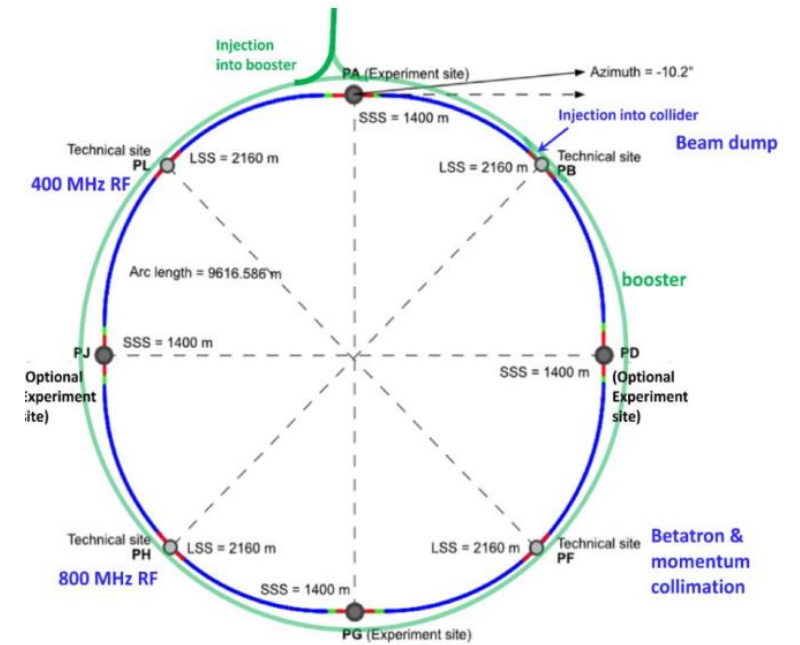 Injection
into booster
PA (Experiment site)
Azimuth = -10.2°
SSS = 1400 m
Injection into collider
Beam dump
Technical site
PL
LSS = 2160 m
400 MHz RF
LSS = 2160 m
Technical site
PB
Arc length = 9616.586 m
booster
PJ
SSS = 1400 m
Optional
Experiment
site)
SSS = 1400 m
PD
(Optional
Experiment
site)
Technical site
PH
LSS = 2160 m
800 MHz RF
LSS = 2160 m
Technical site
PF
Betatron &
momentum
collimation
SSS = 1400 m
PG (Experiment site)